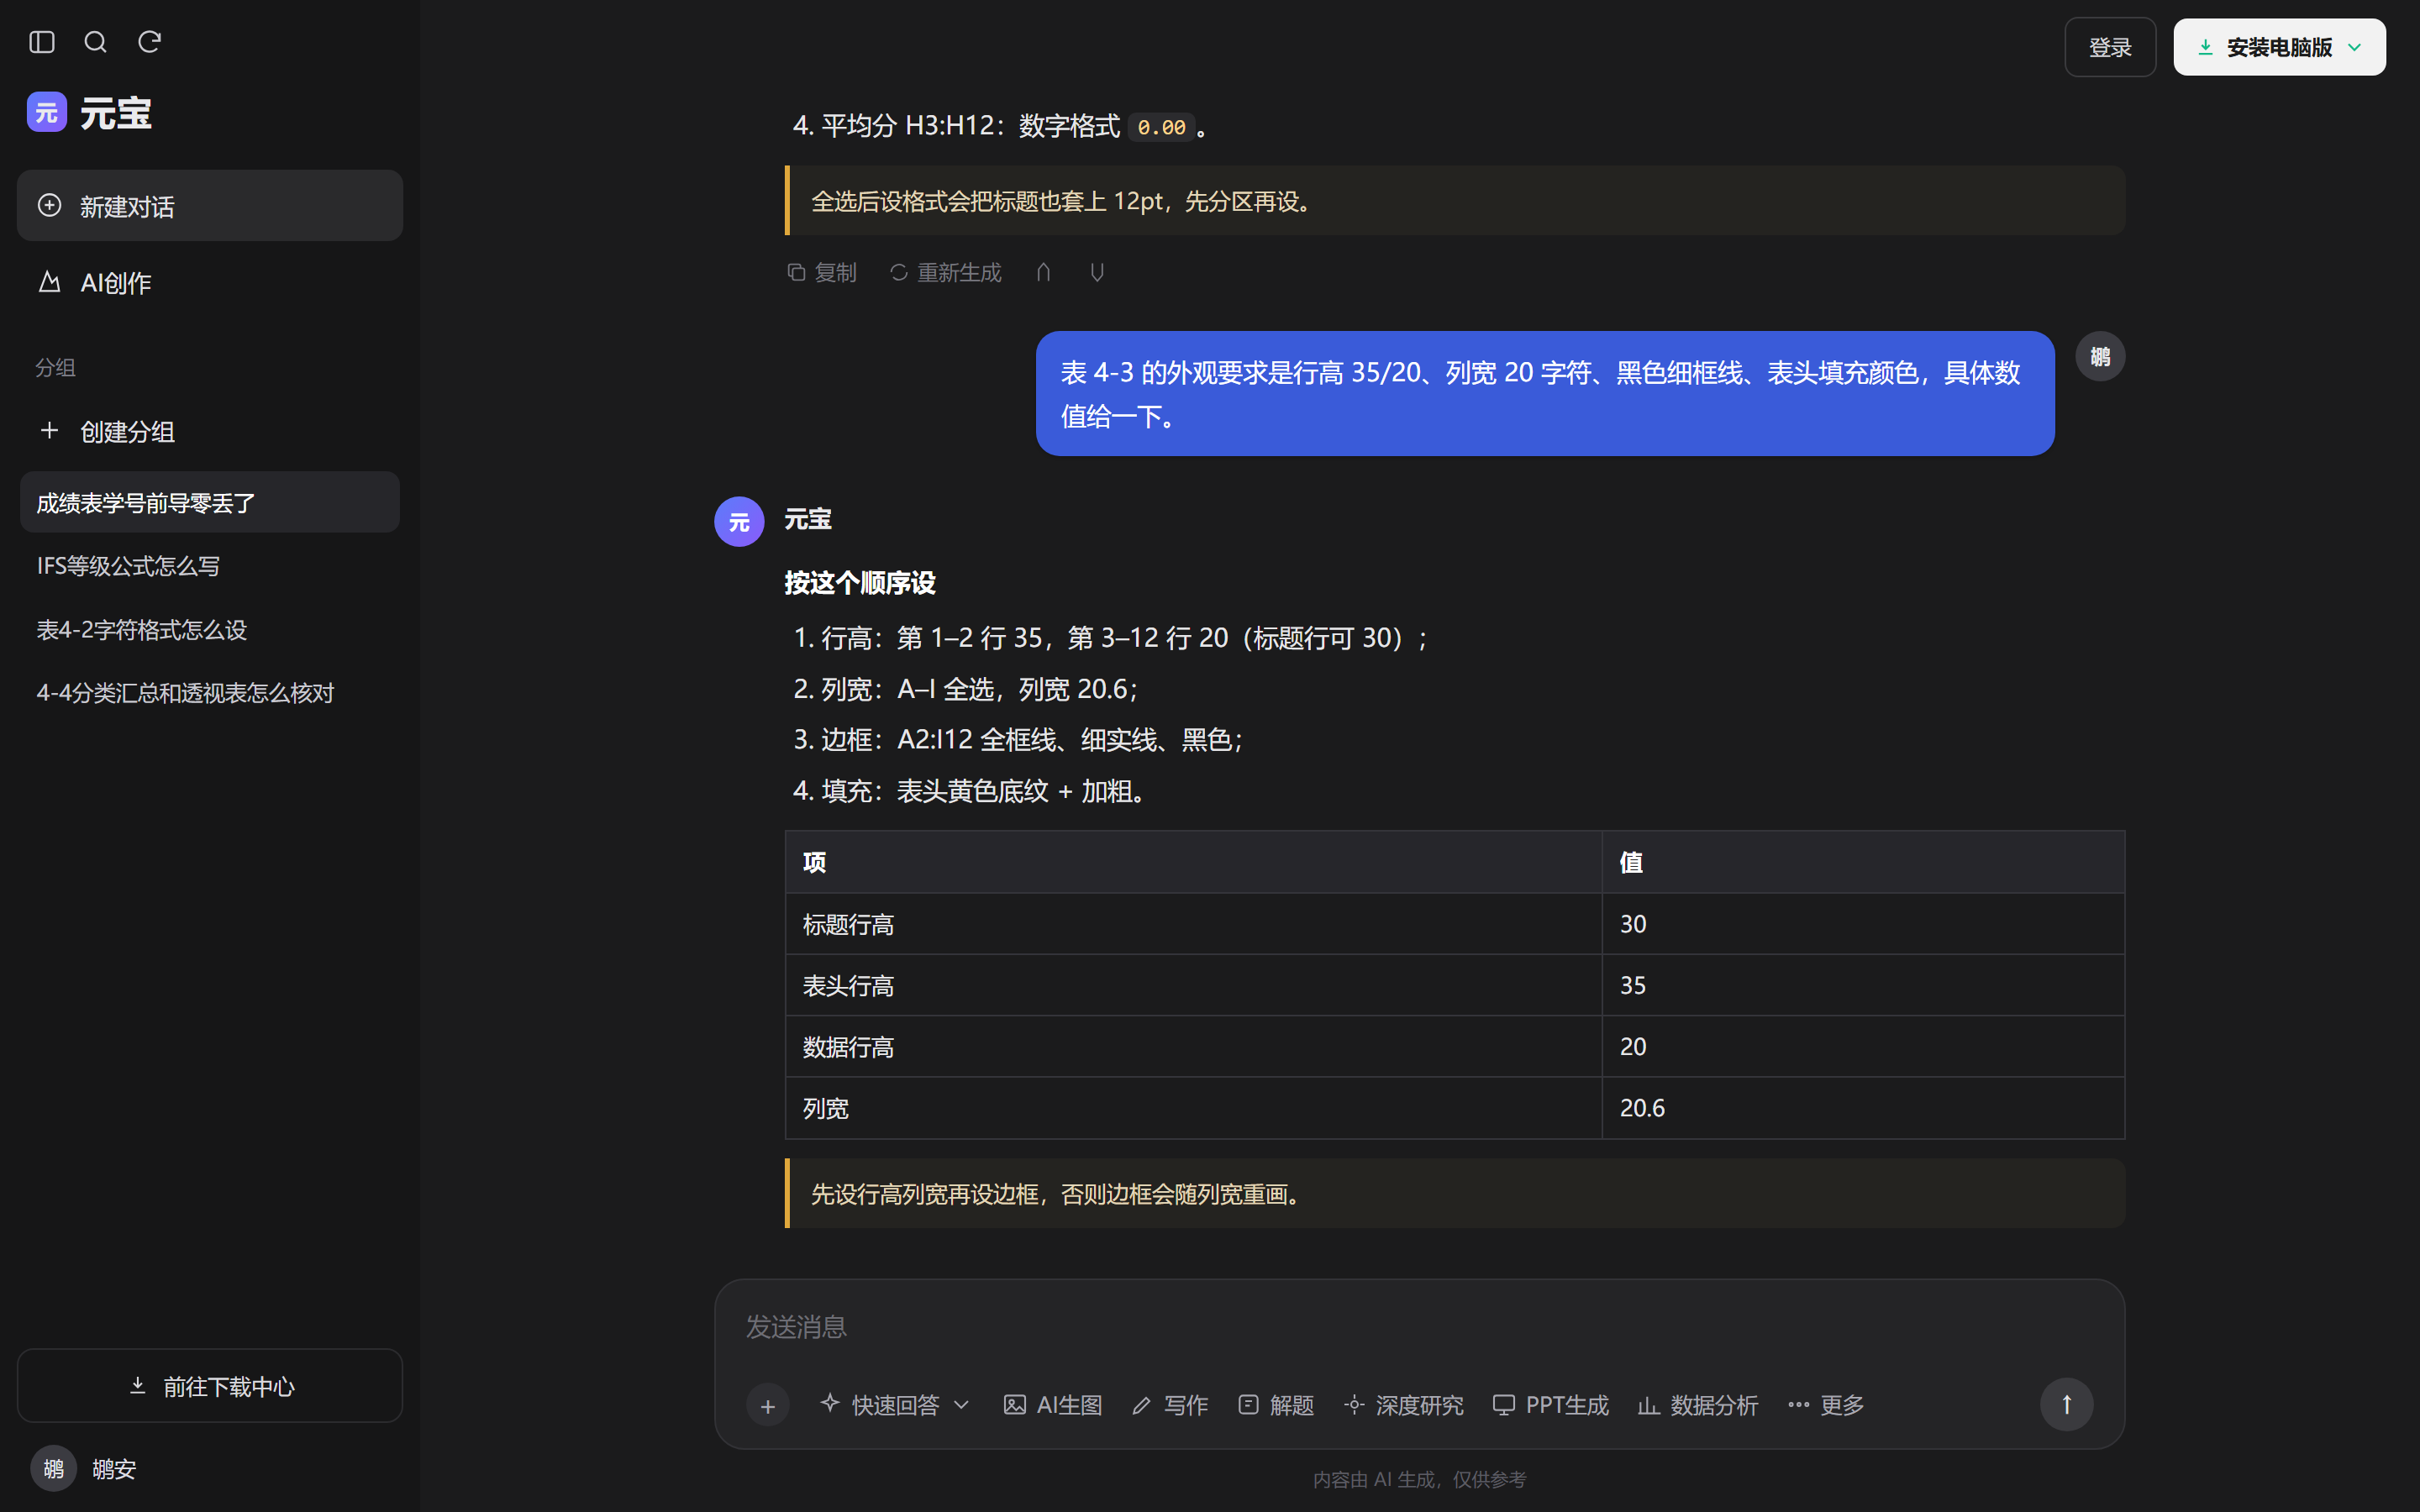 元 元宝
新建对话
AI创作
分组
创建分组
成绩表学号前导零丢了
IFS等级公式怎么写
表4-2字符格式怎么设
4-4分类汇总和透视表怎么核对
前往下载中心
鹕 鹕安
登录
安装电脑版
4. 平均分 H3:H12：数字格式 0.00。
全选后设格式会把标题也套上 12pt，先分区再设。
复制 重新生成
表 4-3 的外观要求是行高 35/20、列宽 20 字符、黑色细框线、表头填充颜色，具体数
值给一下。
鹕
元 元宝
按这个顺序设
1. 行高：第 1–2 行 35，第 3–12 行 20（标题行可 30）；
2. 列宽：A–I 全选，列宽 20.6；
3. 边框：A2:I12 全框线、细实线、黑色；
4. 填充：表头黄色底纹 + 加粗。
项 值
标题行高 30
表头行高 35
数据行高 20
列宽 20.6
先设行高列宽再设边框，否则边框会随列宽重画。
发送消息
快速回答 AI生图 写作 解题 深度研究 PPT生成 数据分析 更多
内容由 AI 生成，仅供参考